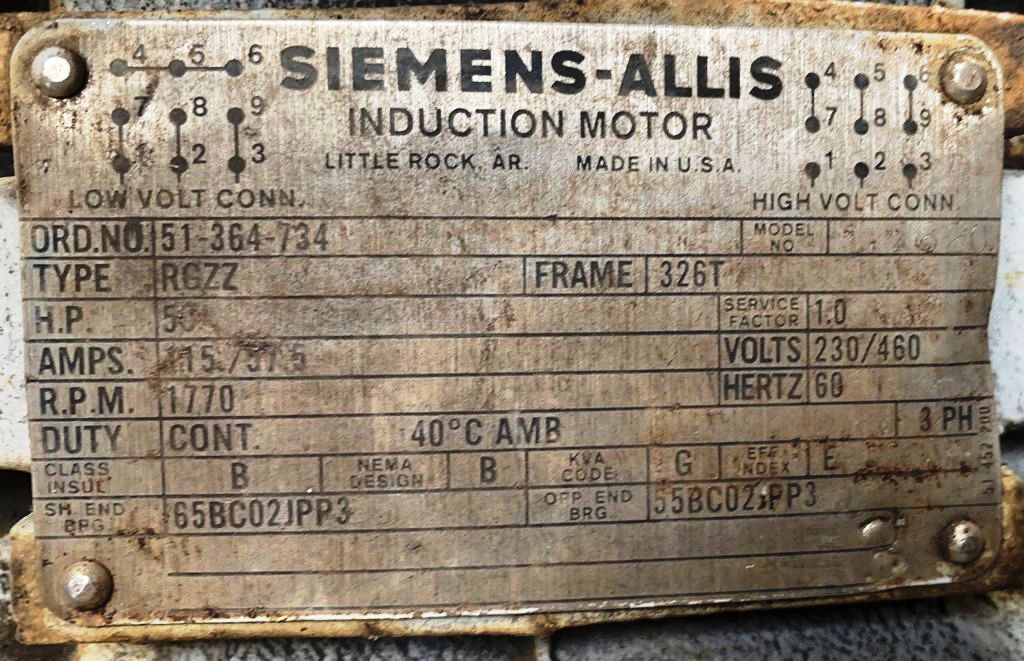 4 5 6 SIEMENS-ALLIS 4 5 6
7 8 9 INDUCTION MOTOR 7 8 9
2 3 LITTLE ROCK, AR. MADE IN U.S.A. 1 2 3
LOW VOLT CONN. HIGH VOLT CONN.
ORD.NO. 51-364-734 MODEL NO
TYPE RGZZ FRAME 326T
H.P. SERVICE FACTOR 1.0
AMPS. VOLTS 230/460
R.P.M. 1770 HERTZ 60
DUTY CONT. 40°C AMB 3 PH
CLASS INSUL B NEMA DESIGN B KVA CODE G EFF INDEX E
SH. END BRG. 65BC02JPP3 OPP END BRG. 55BC02JPP3